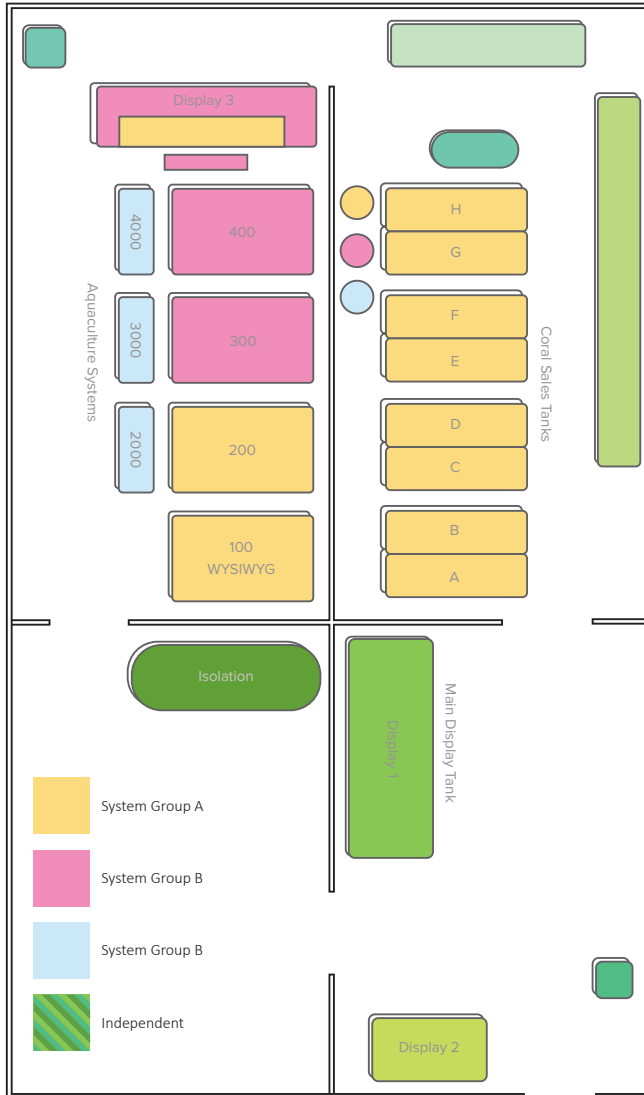 Display 3
4000
400
H
G
Aquaculture Systems
3000
300
F
E
Coral Sales Tanks
2000
200
D
C
100
WYSIWYG
B
A
Isolation
Display 1
Main Display Tank
System Group A
System Group B
System Group B
Independent
Display 2